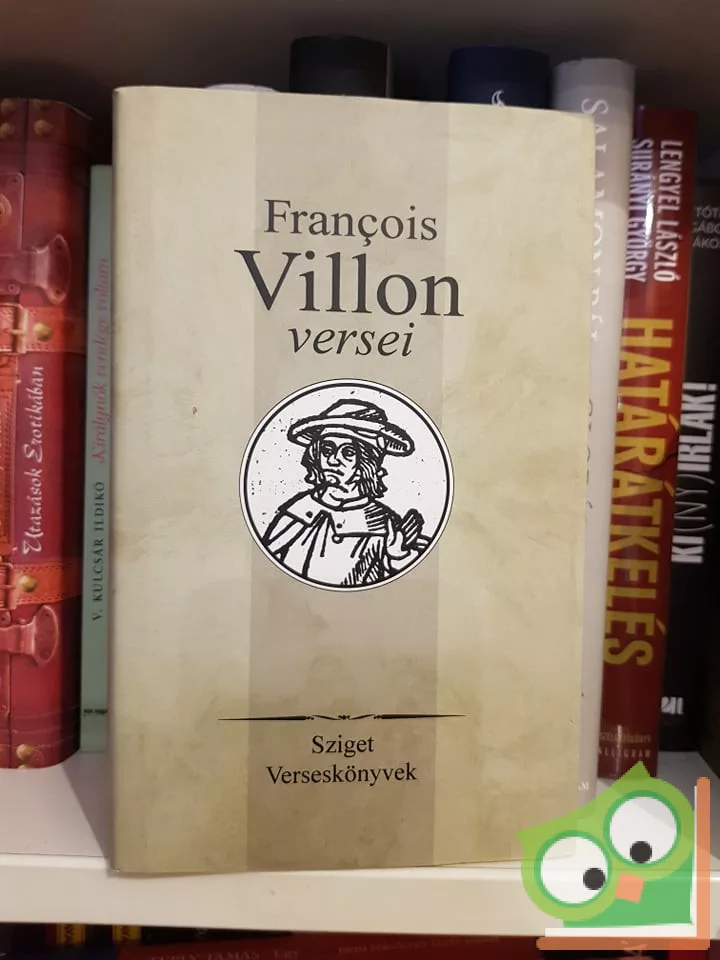 François
Villon
versei
Sziget
Verseskönyvek
Utazások Erotikában
V. KULCSÁR ILDIKÓ Királynők vendége voltam
LENGYEL LÁSZLÓ
SURÁNYI GYÖRGY
HATÁRÁTKELÉS
KI(NY)IRLAK!